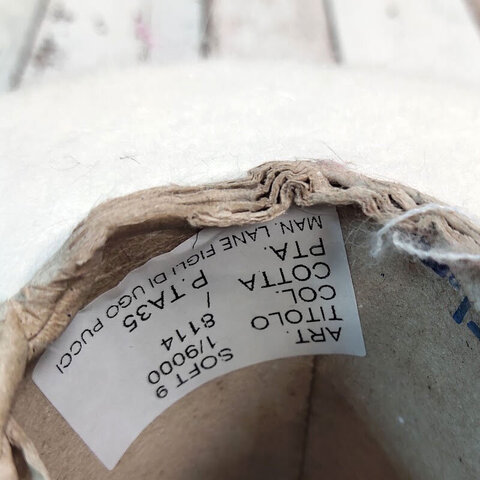 ART. SOFT 9
TITOLO 1/9000
COL. 8114
COTTA /
PTA. P.TA35
MAN. LANE FIGLI DI UGO PUCCI